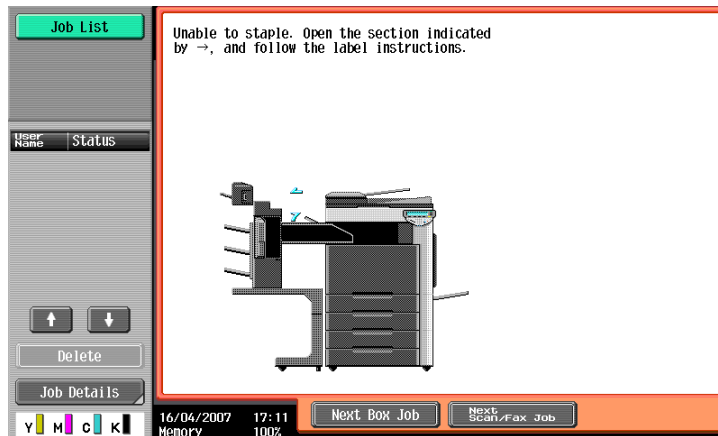 Job List
Unable to staple. Open the section indicated
by →, and follow the label instructions.
User
Name
Status
Delete
Job Details
Y M C K
16/04/2007 17:11
Memory 100%
Next Box Job
Next
Scan/Fax Job